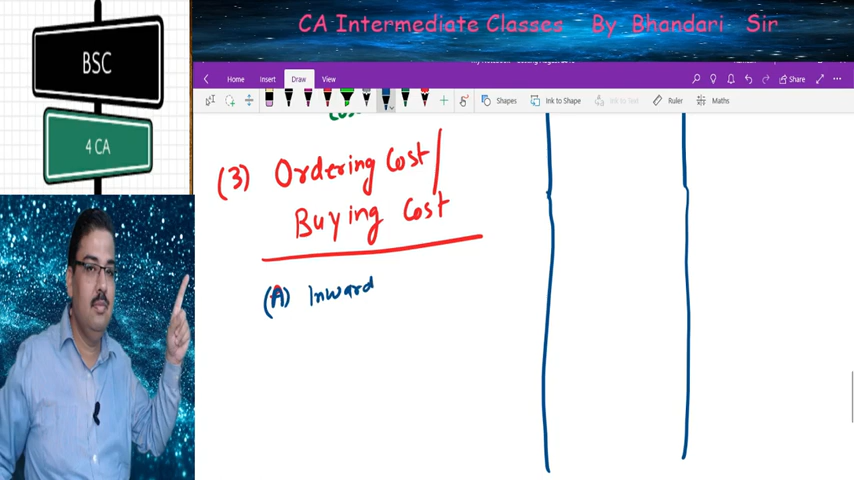 BSC
4 CA
CA Intermediate Classes By Bhandari Sir
Home Insert Draw View
Share
Shapes Ink to Shape Ink to Text Ruler Maths
(3) Ordering Cost /
Buying Cost
(A) Inward